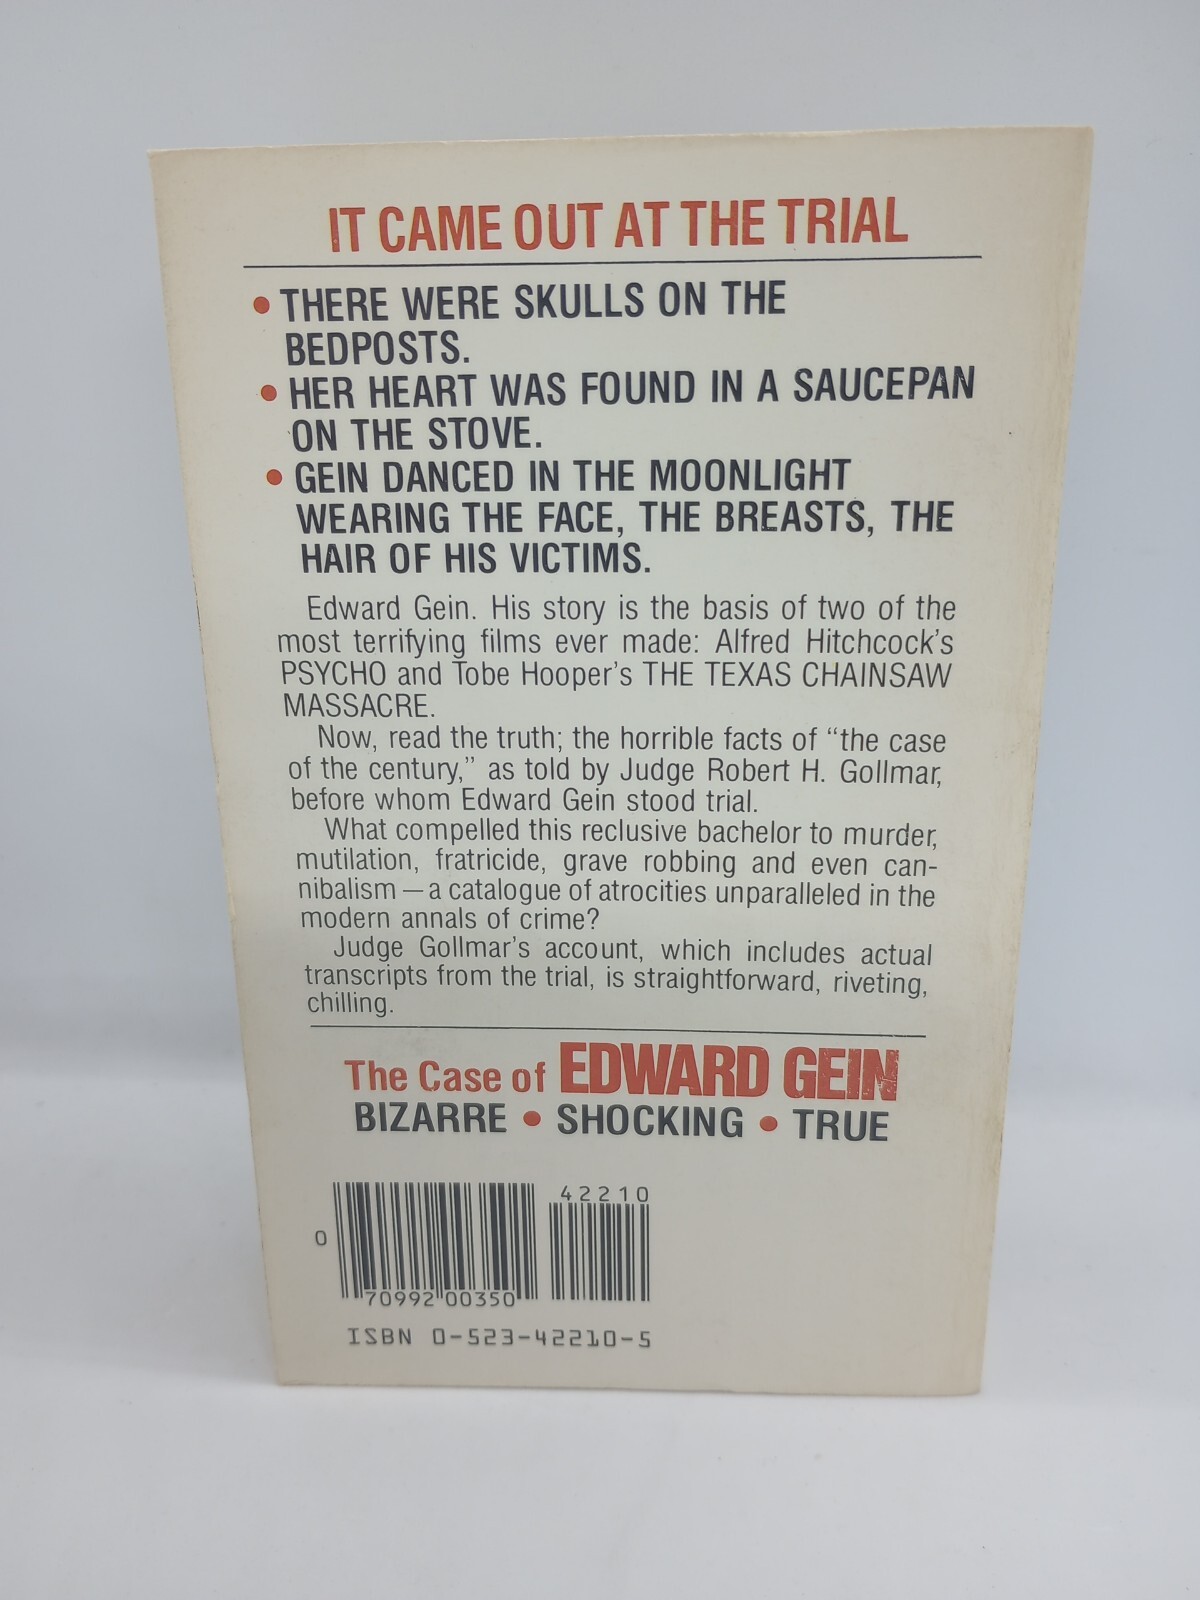 IT CAME OUT AT THE TRIAL
• THERE WERE SKULLS ON THE
BEDPOSTS.
• HER HEART WAS FOUND IN A SAUCEPAN
ON THE STOVE.
• GEIN DANCED IN THE MOONLIGHT
WEARING THE FACE, THE BREASTS, THE
HAIR OF HIS VICTIMS.
Edward Gein. His story is the basis of two of the
most terrifying films ever made: Alfred Hitchcock's
PSYCHO and Tobe Hooper's THE TEXAS CHAINSAW
MASSACRE.
Now, read the truth; the horrible facts of "the case
of the century," as told by Judge Robert H. Gollmar,
before whom Edward Gein stood trial.
What compelled this reclusive bachelor to murder,
mutilation, fratricide, grave robbing and even can-
nibalism—a catalogue of atrocities unparalleled in the
modern annals of crime?
Judge Gollmar's account, which includes actual
transcripts from the trial, is straightforward, riveting,
chilling.
The Case of EDWARD GEIN
BIZARRE • SHOCKING • TRUE
42210
0
70992 00350
ISBN 0-523-42210-5